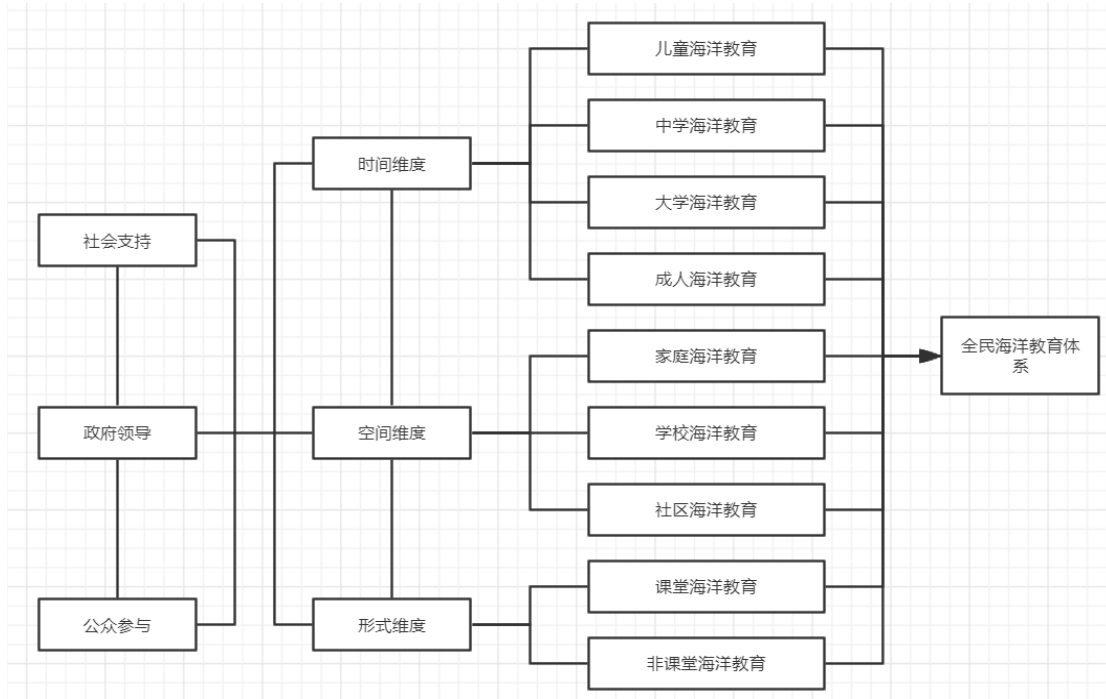 社会支持
政府领导
公众参与
时间维度
空间维度
形式维度
儿童海洋教育
中学海洋教育
大学海洋教育
成人海洋教育
家庭海洋教育
学校海洋教育
社区海洋教育
课堂海洋教育
非课堂海洋教育
全民海洋教育体
系